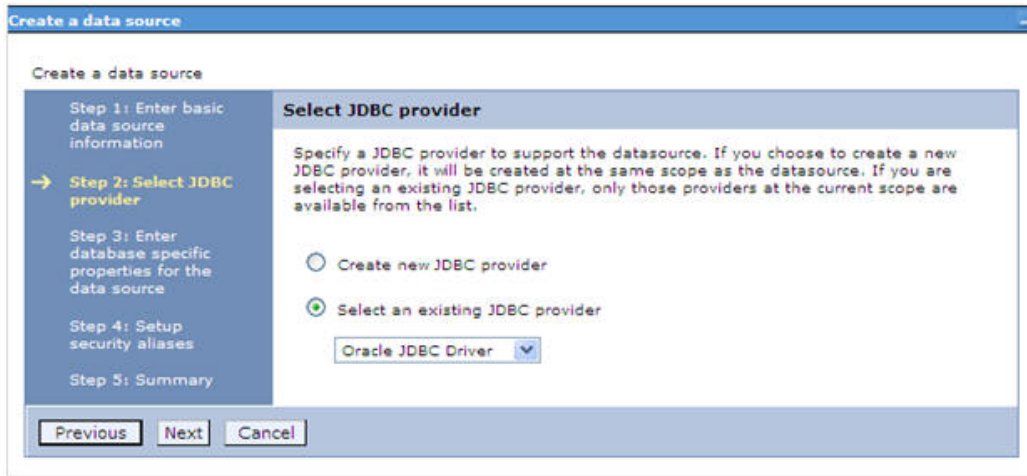 Create a data source
Create a data source
Step 1: Enter basic
data source
information
Step 2: Select JDBC
provider
Step 3: Enter
database specific
properties for the
data source
Step 4: Setup
security aliases
Step 5: Summary
Select JDBC provider
Specify a JDBC provider to support the datasource. If you choose to create a new
JDBC provider, it will be created at the same scope as the datasource. If you are
selecting an existing JDBC provider, only those providers at the current scope are
available from the list.
Create new JDBC provider
Select an existing JDBC provider
Oracle JDBC Driver
Previous Next Cancel